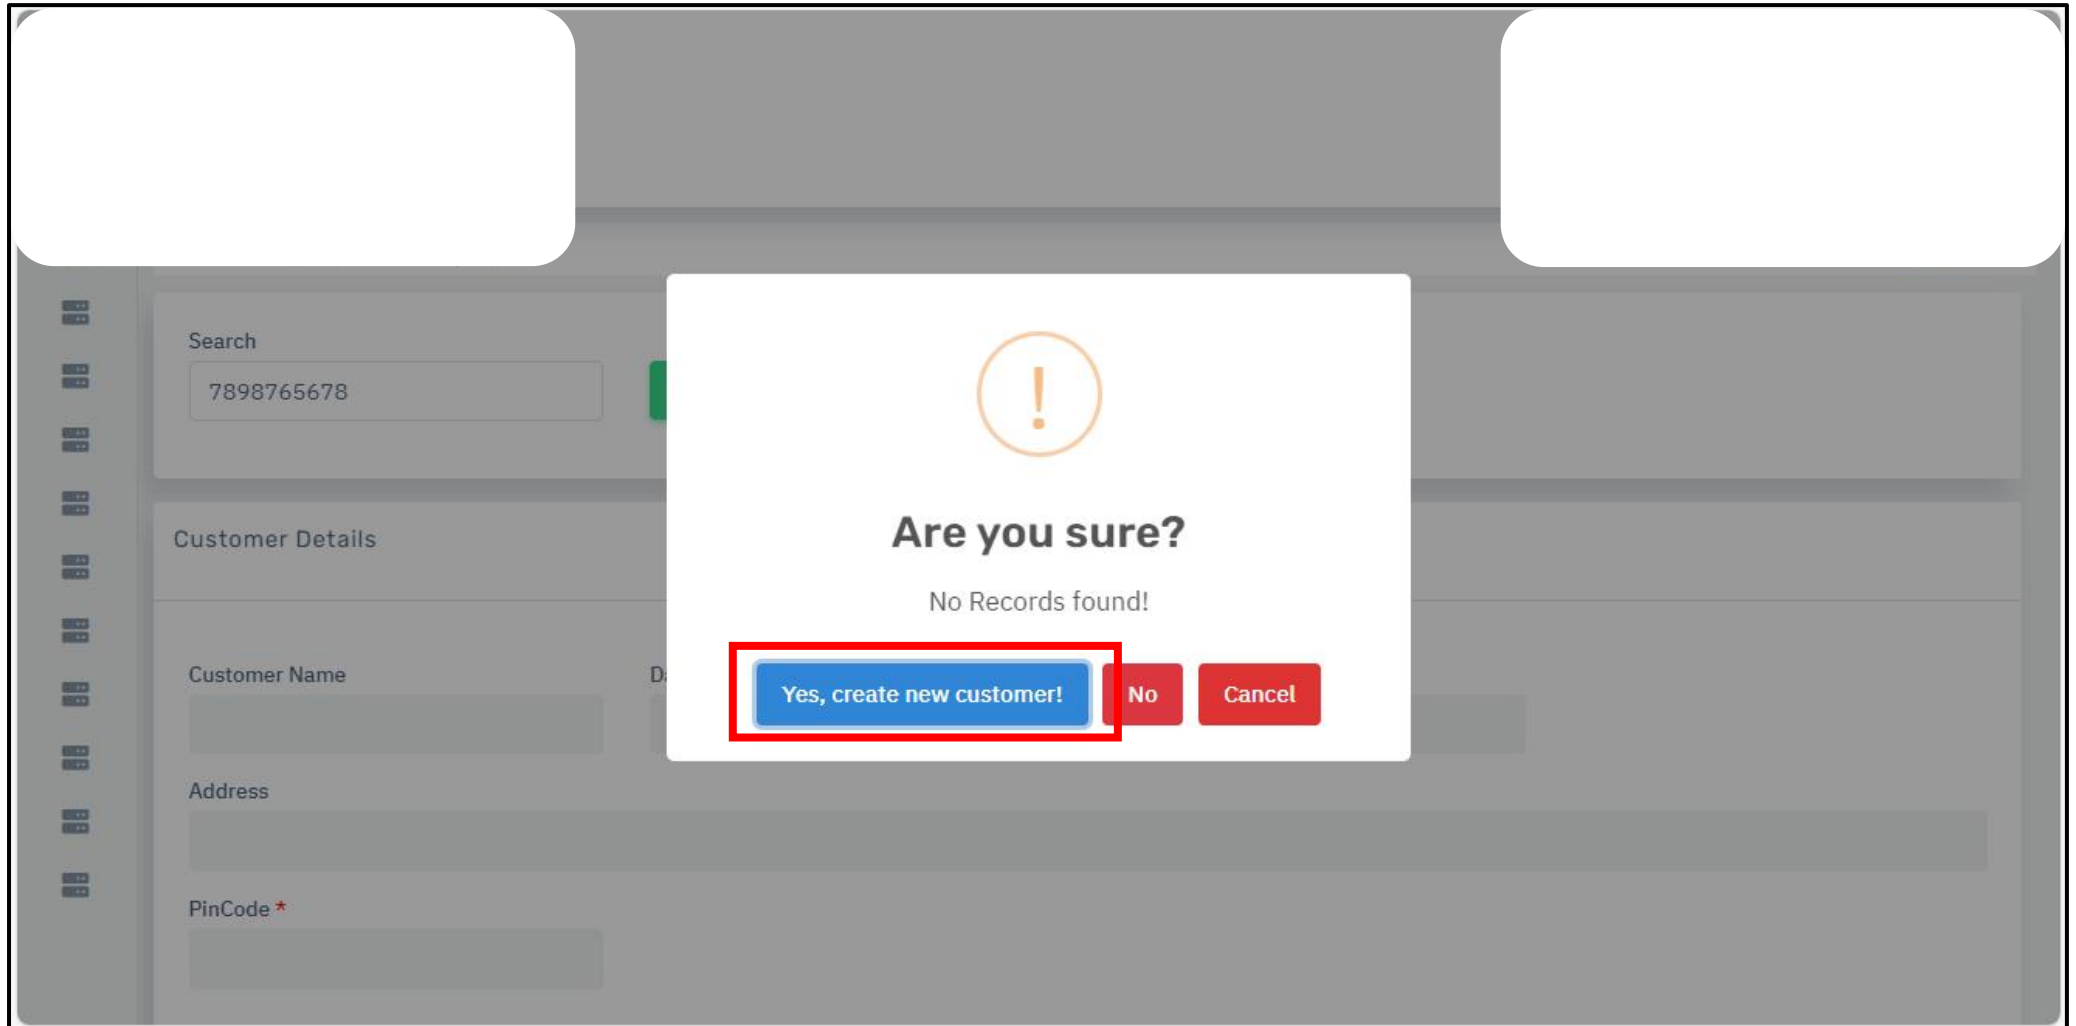 Search
7898765678
!
Are you sure?
No Records found!
Yes, create new customer! No Cancel
Customer Details
Customer Name
Address
PinCode *